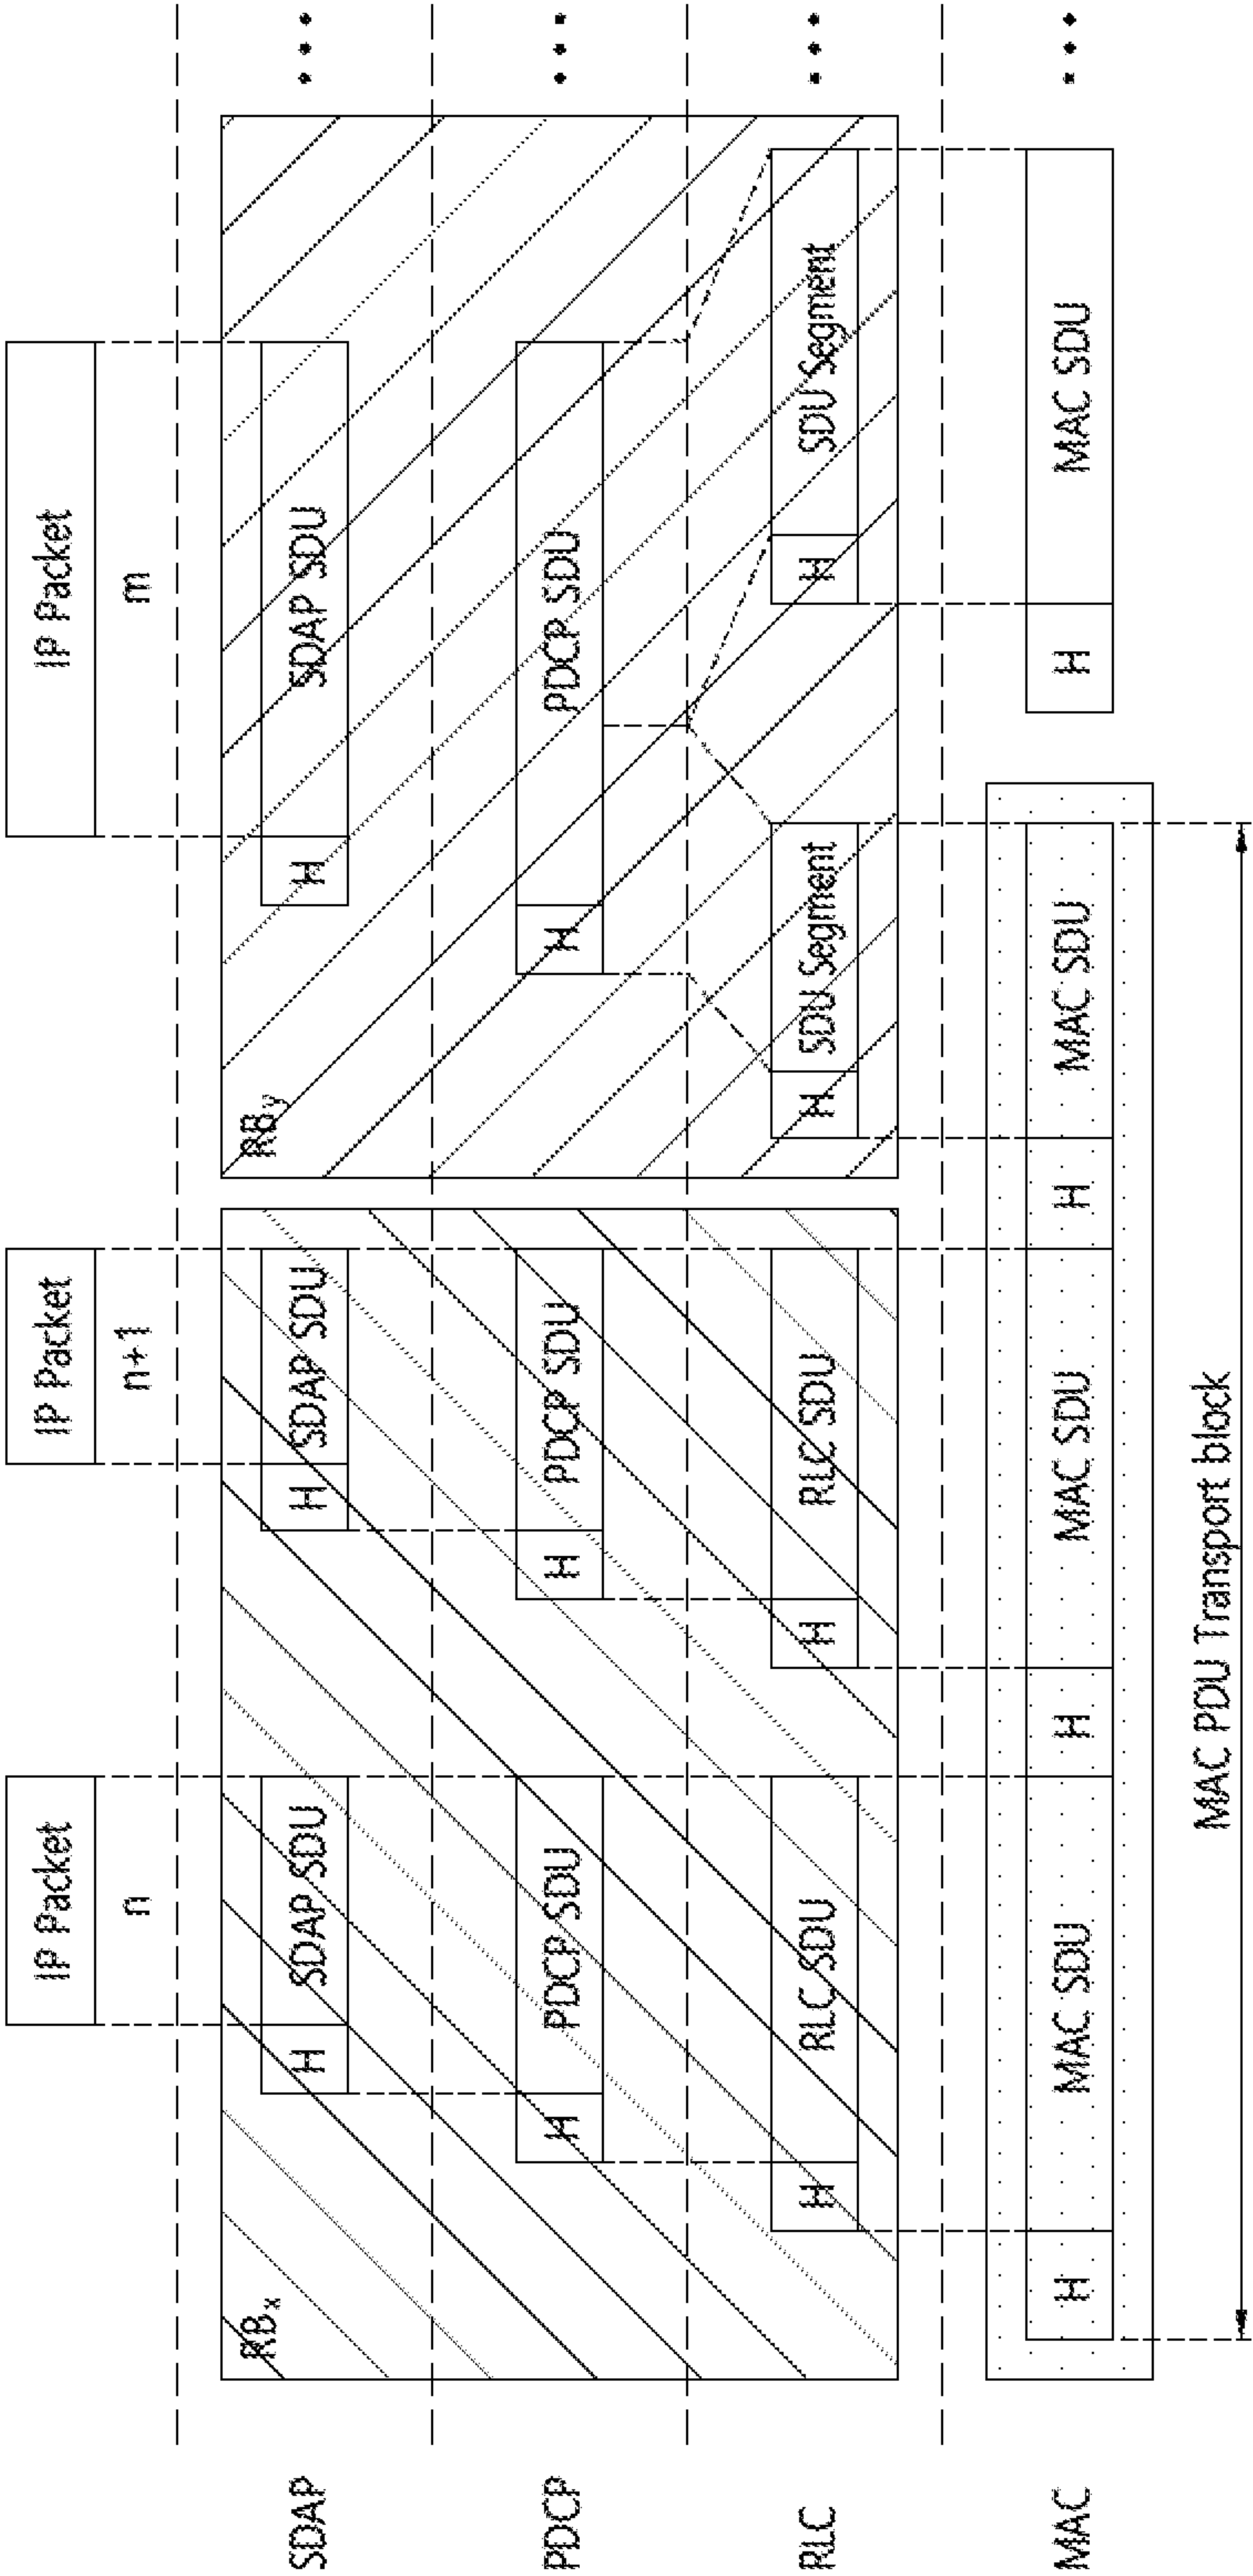 IP Packet
n
IP Packet
n+1
IP Packet
m
SDAP
RBx
H
SDAP SDU
H
SDAP SDU
RBy
H
SDAP SDU
PDCP
H
PDCP SDU
H
PDCP SDU
H
PDCP SDU
RLC
H
RLC SDU
H
RLC SDU
H
SDU Segment
H
SDU Segment
MAC
H
MAC SDU
H
MAC SDU
H
MAC SDU
H
MAC SDU
MAC PDU Transport block